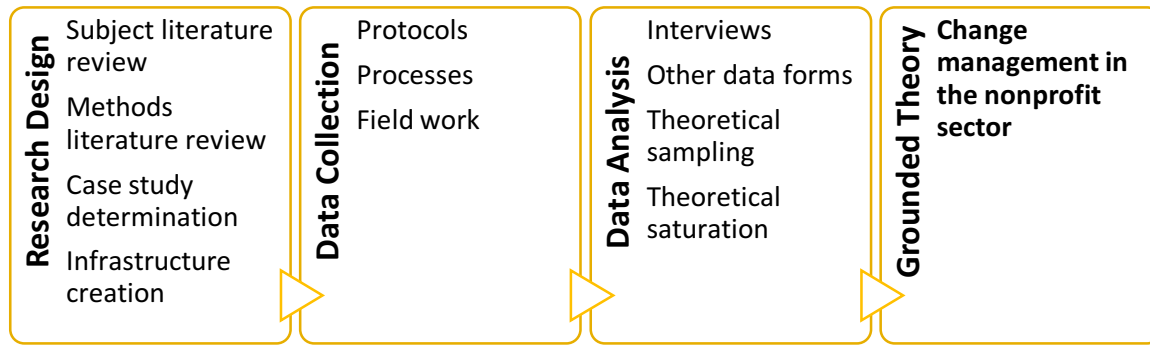 Research Design
Subject literature
review
Methods
literature review
Case study
determination
Infrastructure
creation
Data Collection
Protocols
Processes
Field work
Data Analysis
Interviews
Other data forms
Theoretical
sampling
Theoretical
saturation
Grounded Theory
Change
management in
the nonprofit
sector